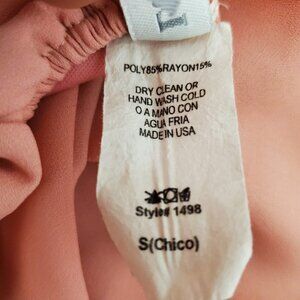 POLY85%RAYON15%
DRY CLEAN OR
HAND WASH COLD
O A MANO CON
AGUA FRIA
MADE IN USA
Style# 1498
S(Chico)